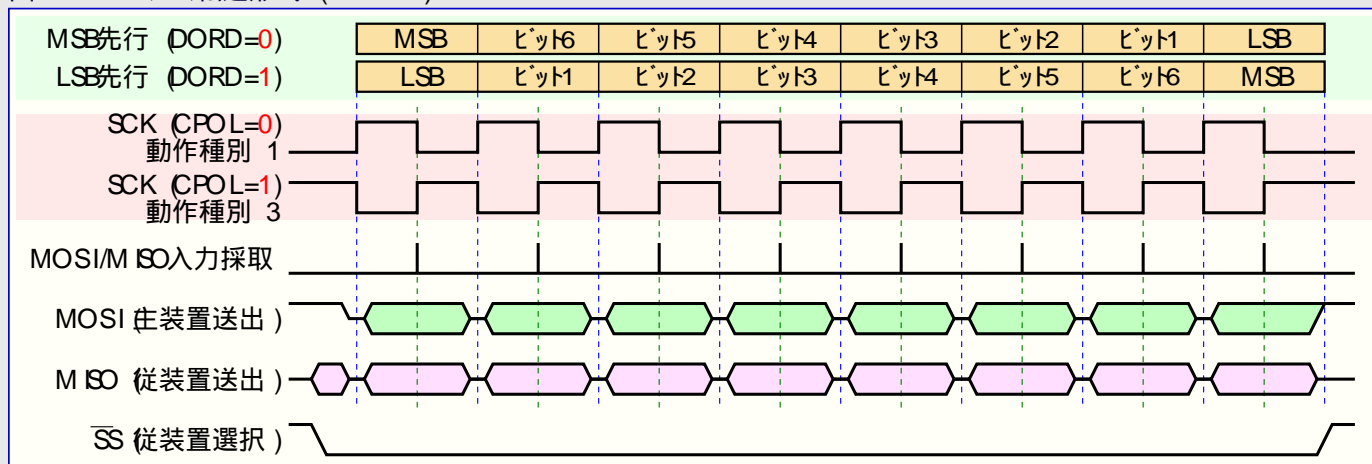 MSB先行 (DORD=0) MSB ビット6 ビット5 ビット4 ビット3 ビット2 ビット1 LSB
LSB先行 (DORD=1) LSB ビット1 ビット2 ビット3 ビット4 ビット5 ビット6 MSB
SCK (CPOL=0)
動作種別 1
SCK (CPOL=1)
動作種別 3
MOSI/MISO入力採取
MOSI (主装置送出)
MISO (従装置送出)
SS (従装置選択)